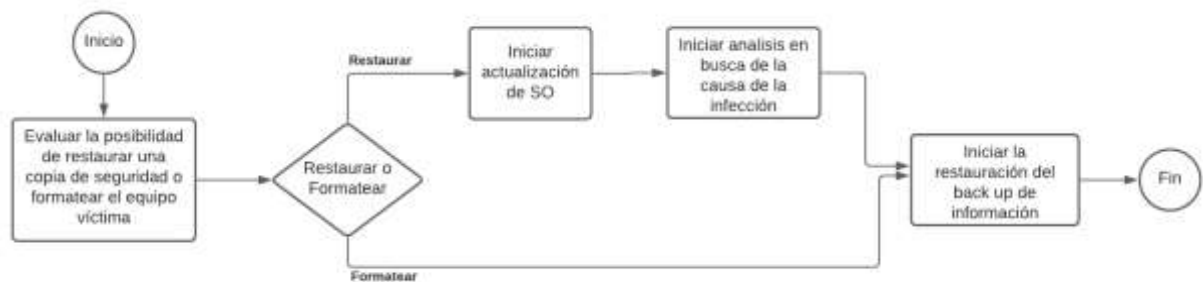 Inicio
Evaluar la posibilidad
de restaurar una
copia de seguridad o
formatear el equipo
víctima
Restaurar o
Formatear
Restaurar
Iniciar
actualización
de SO
Iniciar analisis en
busca de la
causa de la
infección
Formatear
Iniciar la
restauración del
back up de
información
Fin